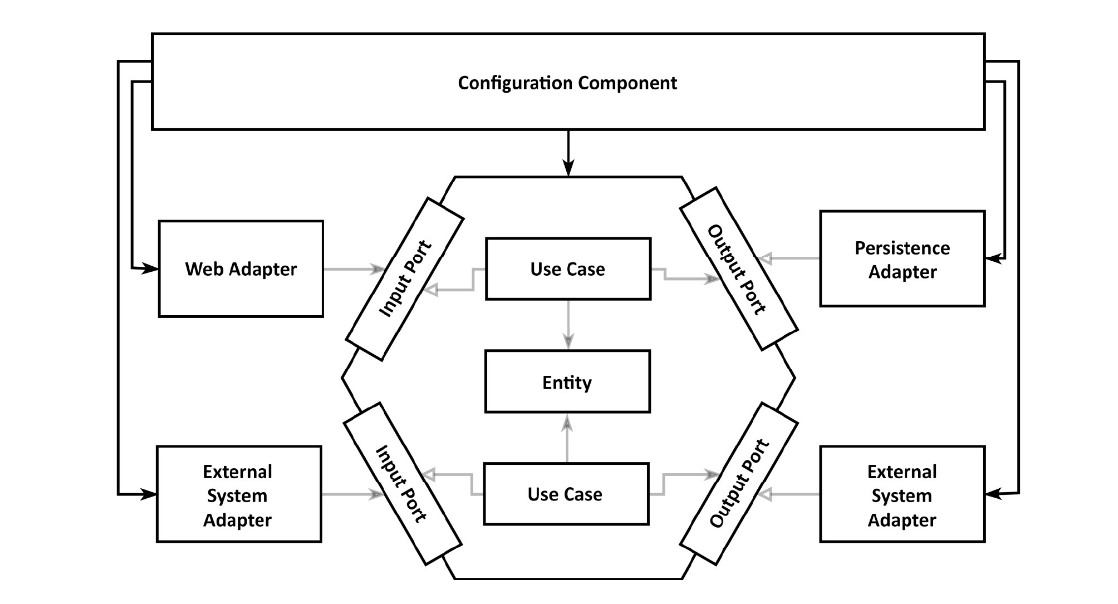 Configuration Component
Web Adapter
Input Port
Use Case
Output Port
Persistence
Adapter
Entity
External
System
Adapter
Input Port
Use Case
Output Port
External
System
Adapter